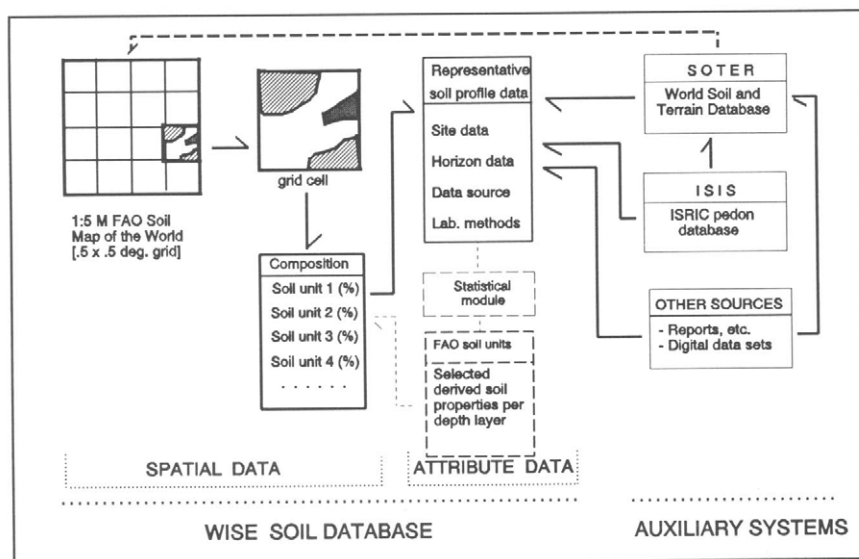 grid cell
1:5 M FAO Soil
Map of the World
[.5 x .5 deg. grid]
Composition
Soil unit 1 (%)
Soil unit 2 (%)
Soil unit 3 (%)
Soil unit 4 (%)
. . . . . .
Representative
soil profile data
Site data
Horizon data
Data source
Lab. methods
Statistical
module
FAO soil units
Selected
derived soil
properties per
depth layer
SOTER
World Soil and
Terrain Database
ISIS
ISRIC pedon
database
OTHER SOURCES
- Reports, etc.
- Digital data sets
SPATIAL DATA
ATTRIBUTE DATA
WISE SOIL DATABASE
AUXILIARY SYSTEMS